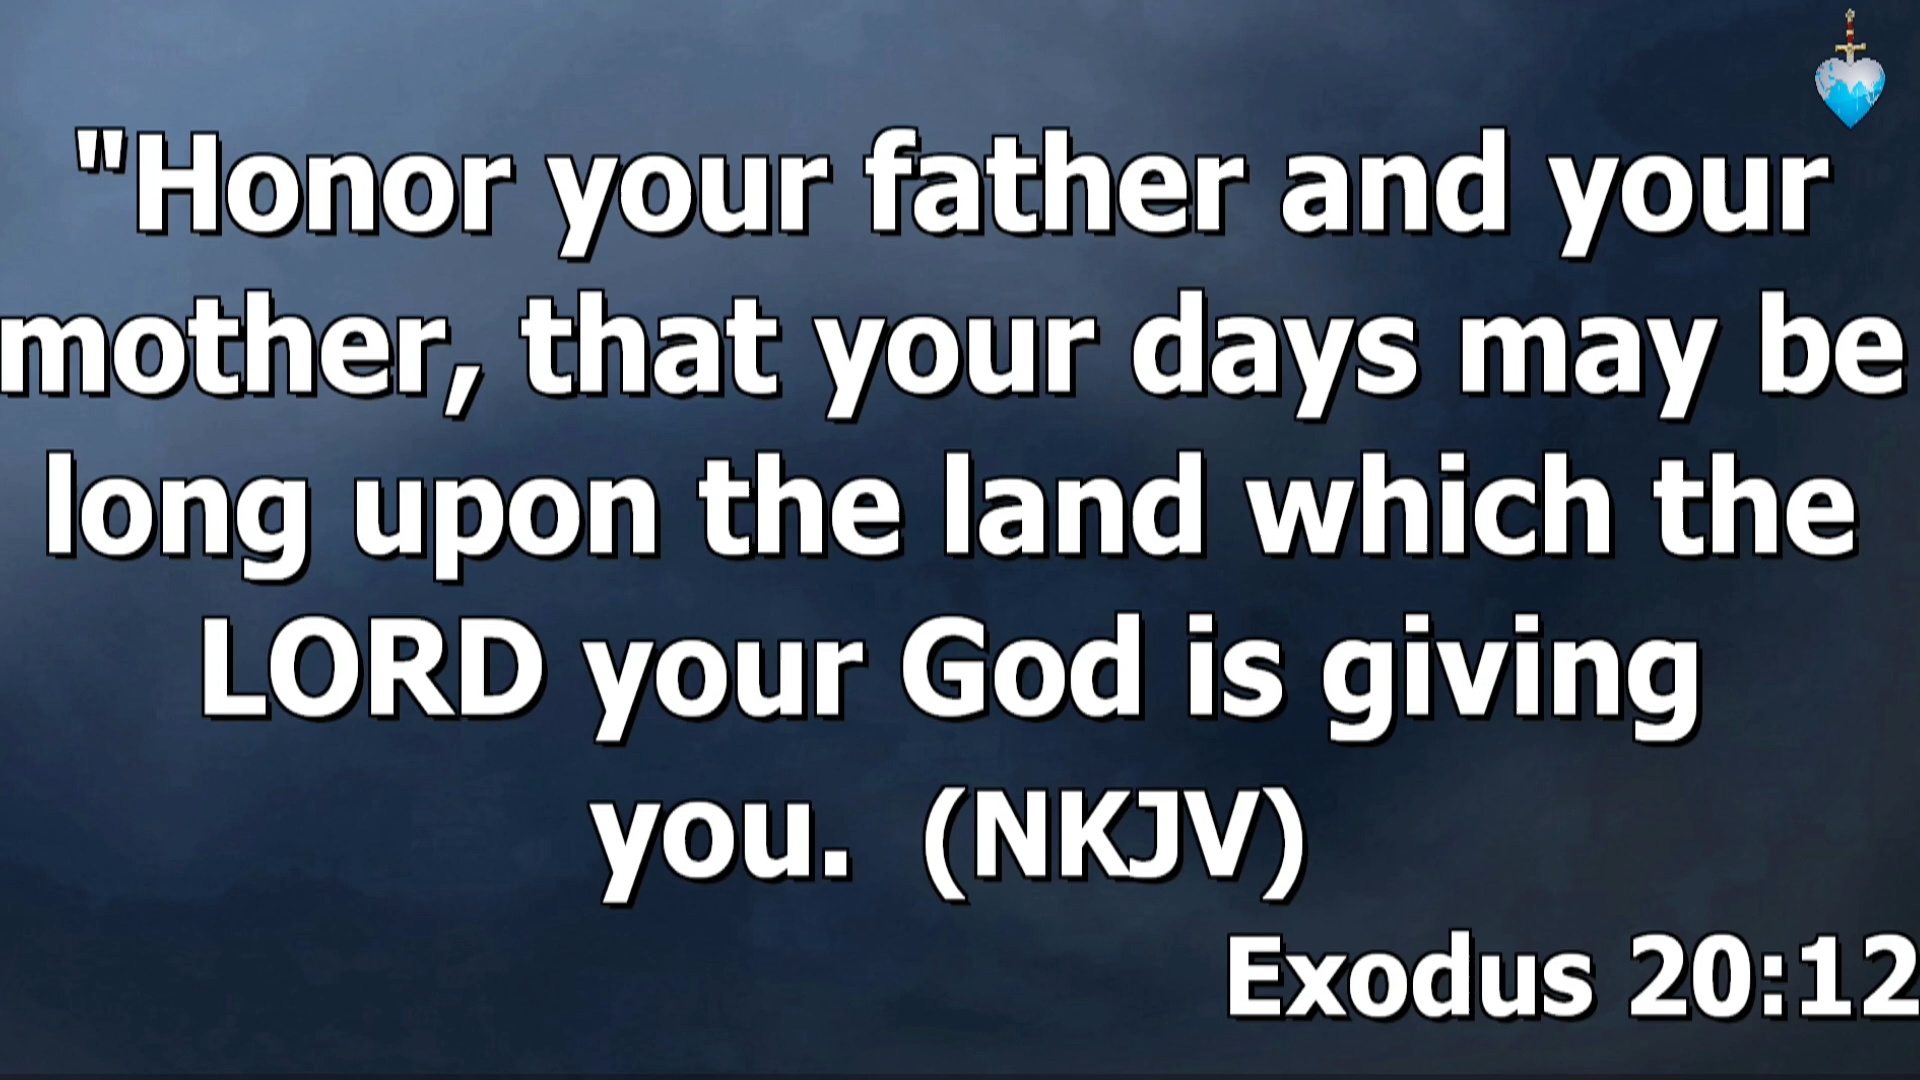 "Honor your father and your
mother, that your days may be
long upon the land which the
LORD your God is giving
you.  (NKJV)
Exodus 20:12